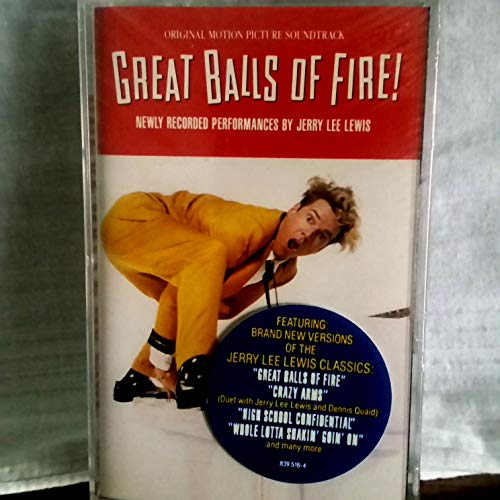 ORIGINAL MOTION PICTURE SOUNDTRACK
GREAT BALLS OF FIRE!
NEWLY RECORDED PERFORMANCES BY JERRY LEE LEWIS
FEATURING:
BRAND NEW VERSIONS
OF THE
JERRY LEE LEWIS CLASSICS:
"GREAT BALLS OF FIRE"
"CRAZY ARMS"
(Duet with Jerry Lee Lewis and Dennis Quaid)
"HIGH SCHOOL CONFIDENTIAL"
"WHOLE LOTTA SHAKIN' GOIN' ON"
and many more
839 516-4